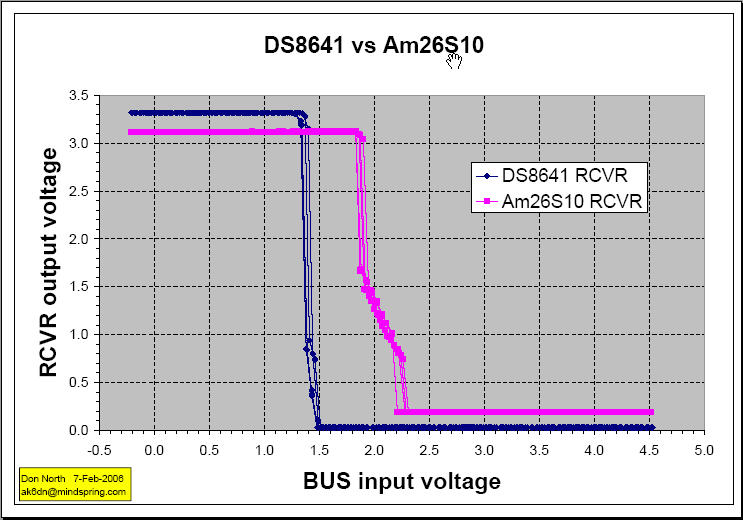 DS8641 vs Am26S10
3.5
3.0
2.5
2.0
1.5
1.0
0.5
0.0
RCVR output voltage
DS8641 RCVR
Am26S10 RCVR
-0.5 0.0 0.5 1.0 1.5 2.0 2.5 3.0 3.5 4.0 4.5 5.0
BUS input voltage
Don North 7-Feb-2006
ak6dn@mindspring.com